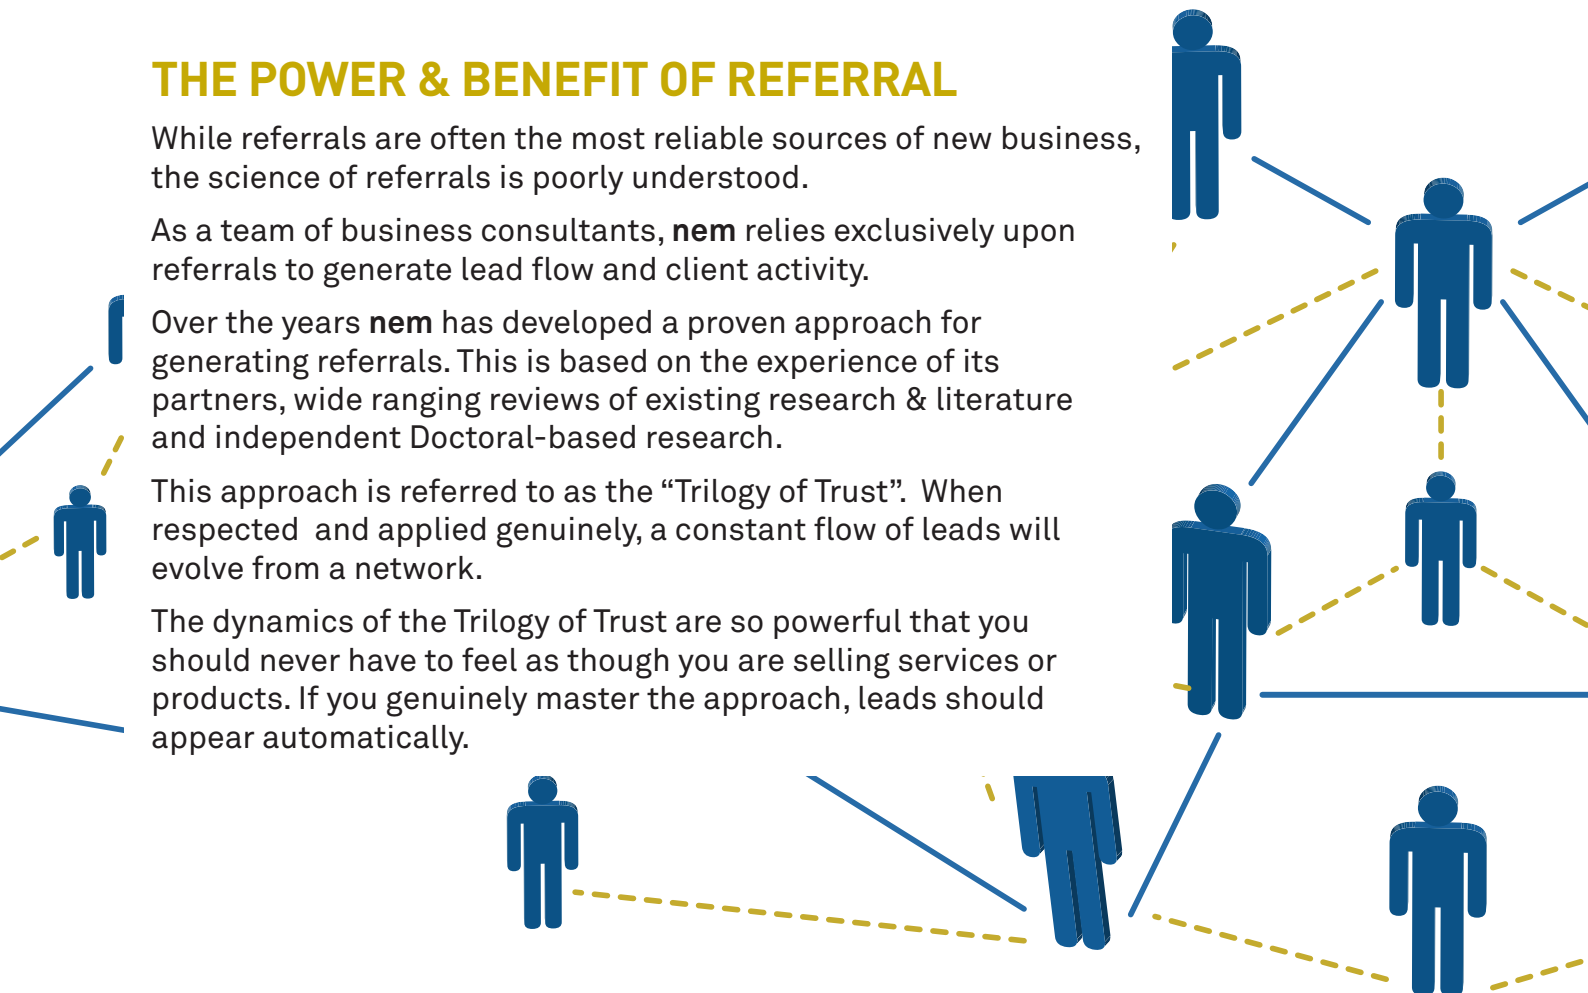 THE POWER & BENEFIT OF REFERRAL
While referrals are often the most reliable sources of new business,
the science of referrals is poorly understood.
As a team of business consultants, nem relies exclusively upon
referrals to generate lead flow and client activity.
Over the years nem has developed a proven approach for
generating referrals. This is based on the experience of its
partners, wide ranging reviews of existing research & literature
and independent Doctoral-based research.
This approach is referred to as the “Trilogy of Trust”.  When
respected  and applied genuinely, a constant flow of leads will
evolve from a network.
The dynamics of the Trilogy of Trust are so powerful that you
should never have to feel as though you are selling services or
products. If you genuinely master the approach, leads should
appear automatically.